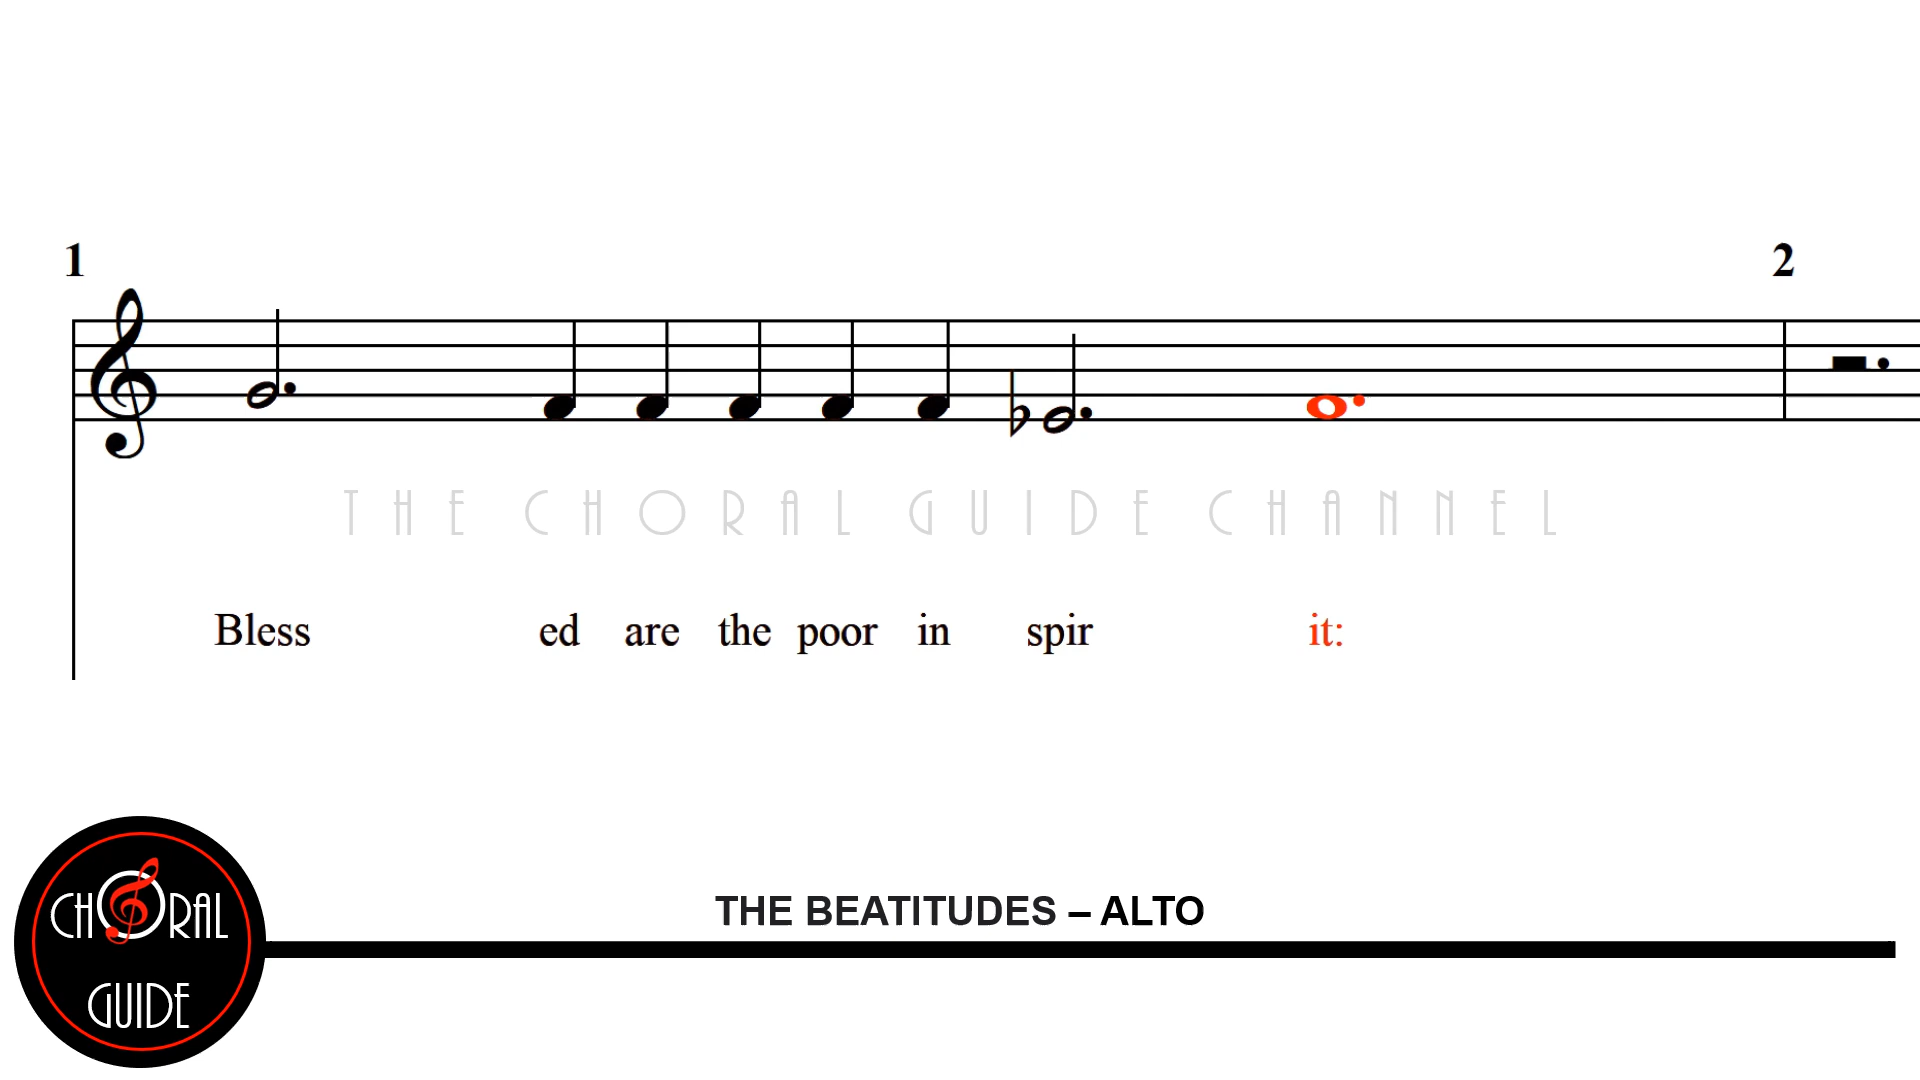 1 2
THE CHORAL GUIDE CHANNEL
Bless ed are the poor in spir it:
THE BEATITUDES – ALTO
CHORAL
GUIDE